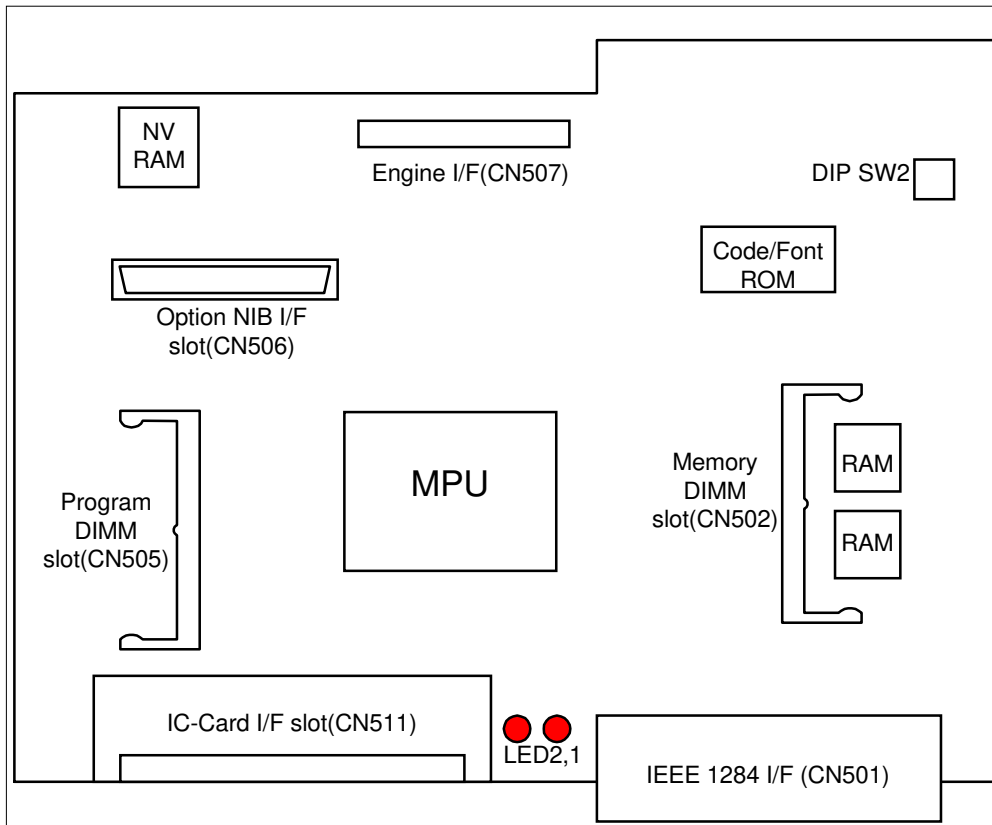 NV
RAM
Engine I/F(CN507)
DIP SW2
Code/Font
ROM
Option NIB I/F
slot(CN506)
Program
DIMM
slot(CN505)
MPU
Memory
DIMM
slot(CN502)
RAM
RAM
IC-Card I/F slot(CN511)
LED2,1
IEEE 1284 I/F (CN501)